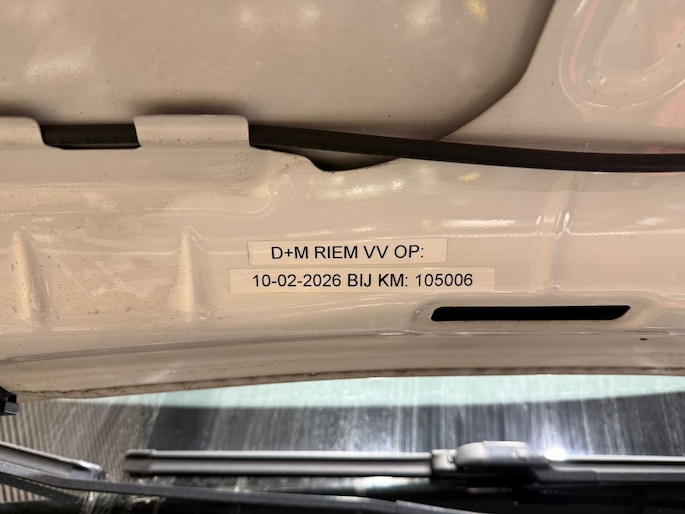 D+M RIEM VV OP:
10-02-2026 BIJ KM: 105006